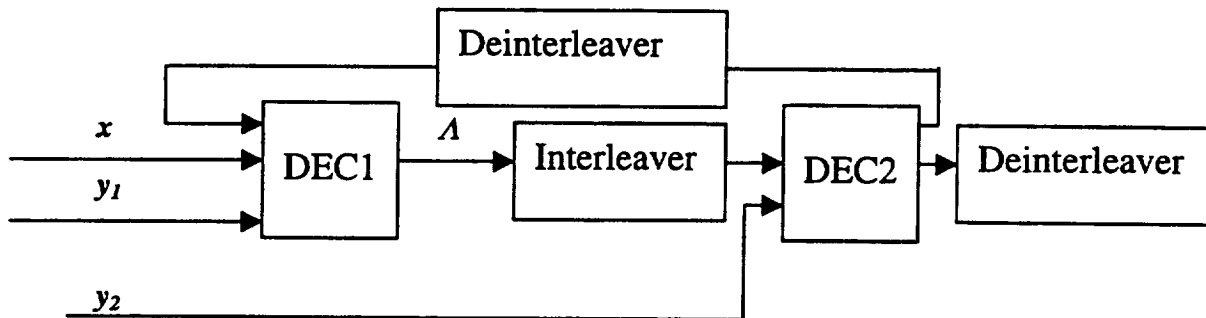 Deinterleaver
x
Λ
DEC1
Interleaver
DEC2
Deinterleaver
y₁
y₂